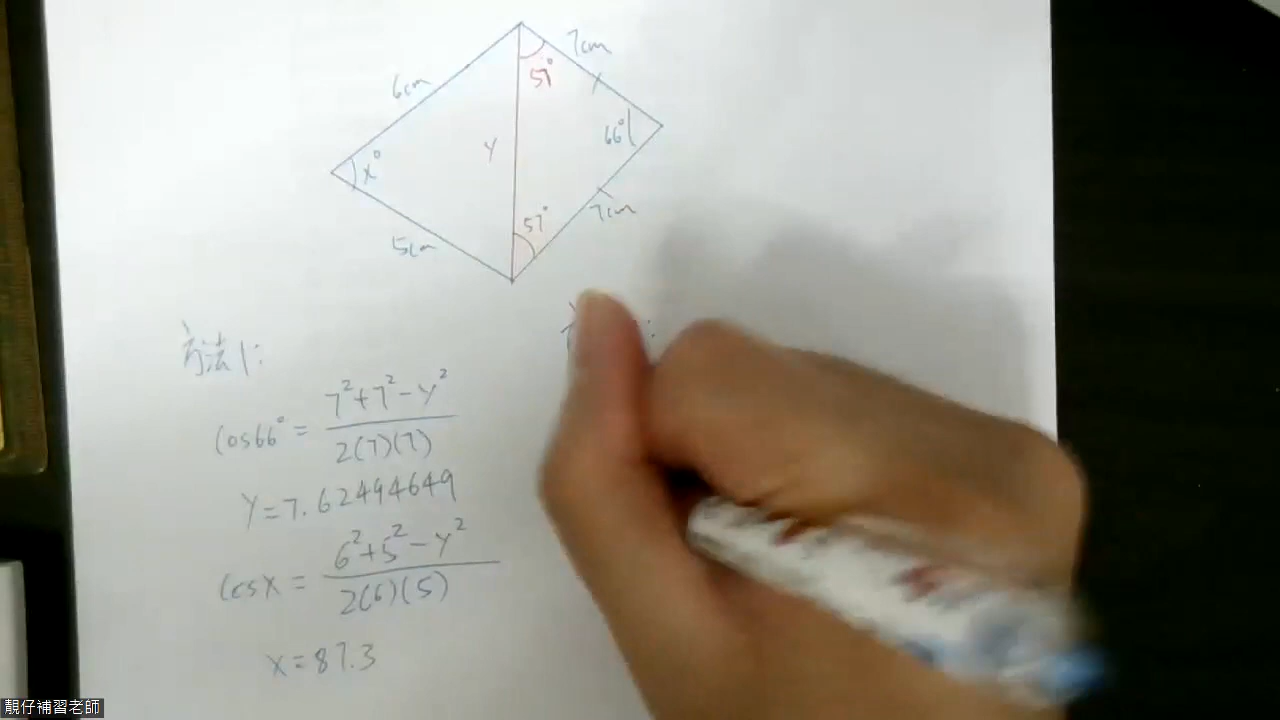 7cm
6cm
57°
66°
Y
x°
57°
7cm
5cm
方法1:
cos66° = 7²+7²-Y² / 2(7)(7)
Y=7.62494649
cosx = 6²+5²-Y² / 2(6)(5)
x=87.3
靚仔補習老師